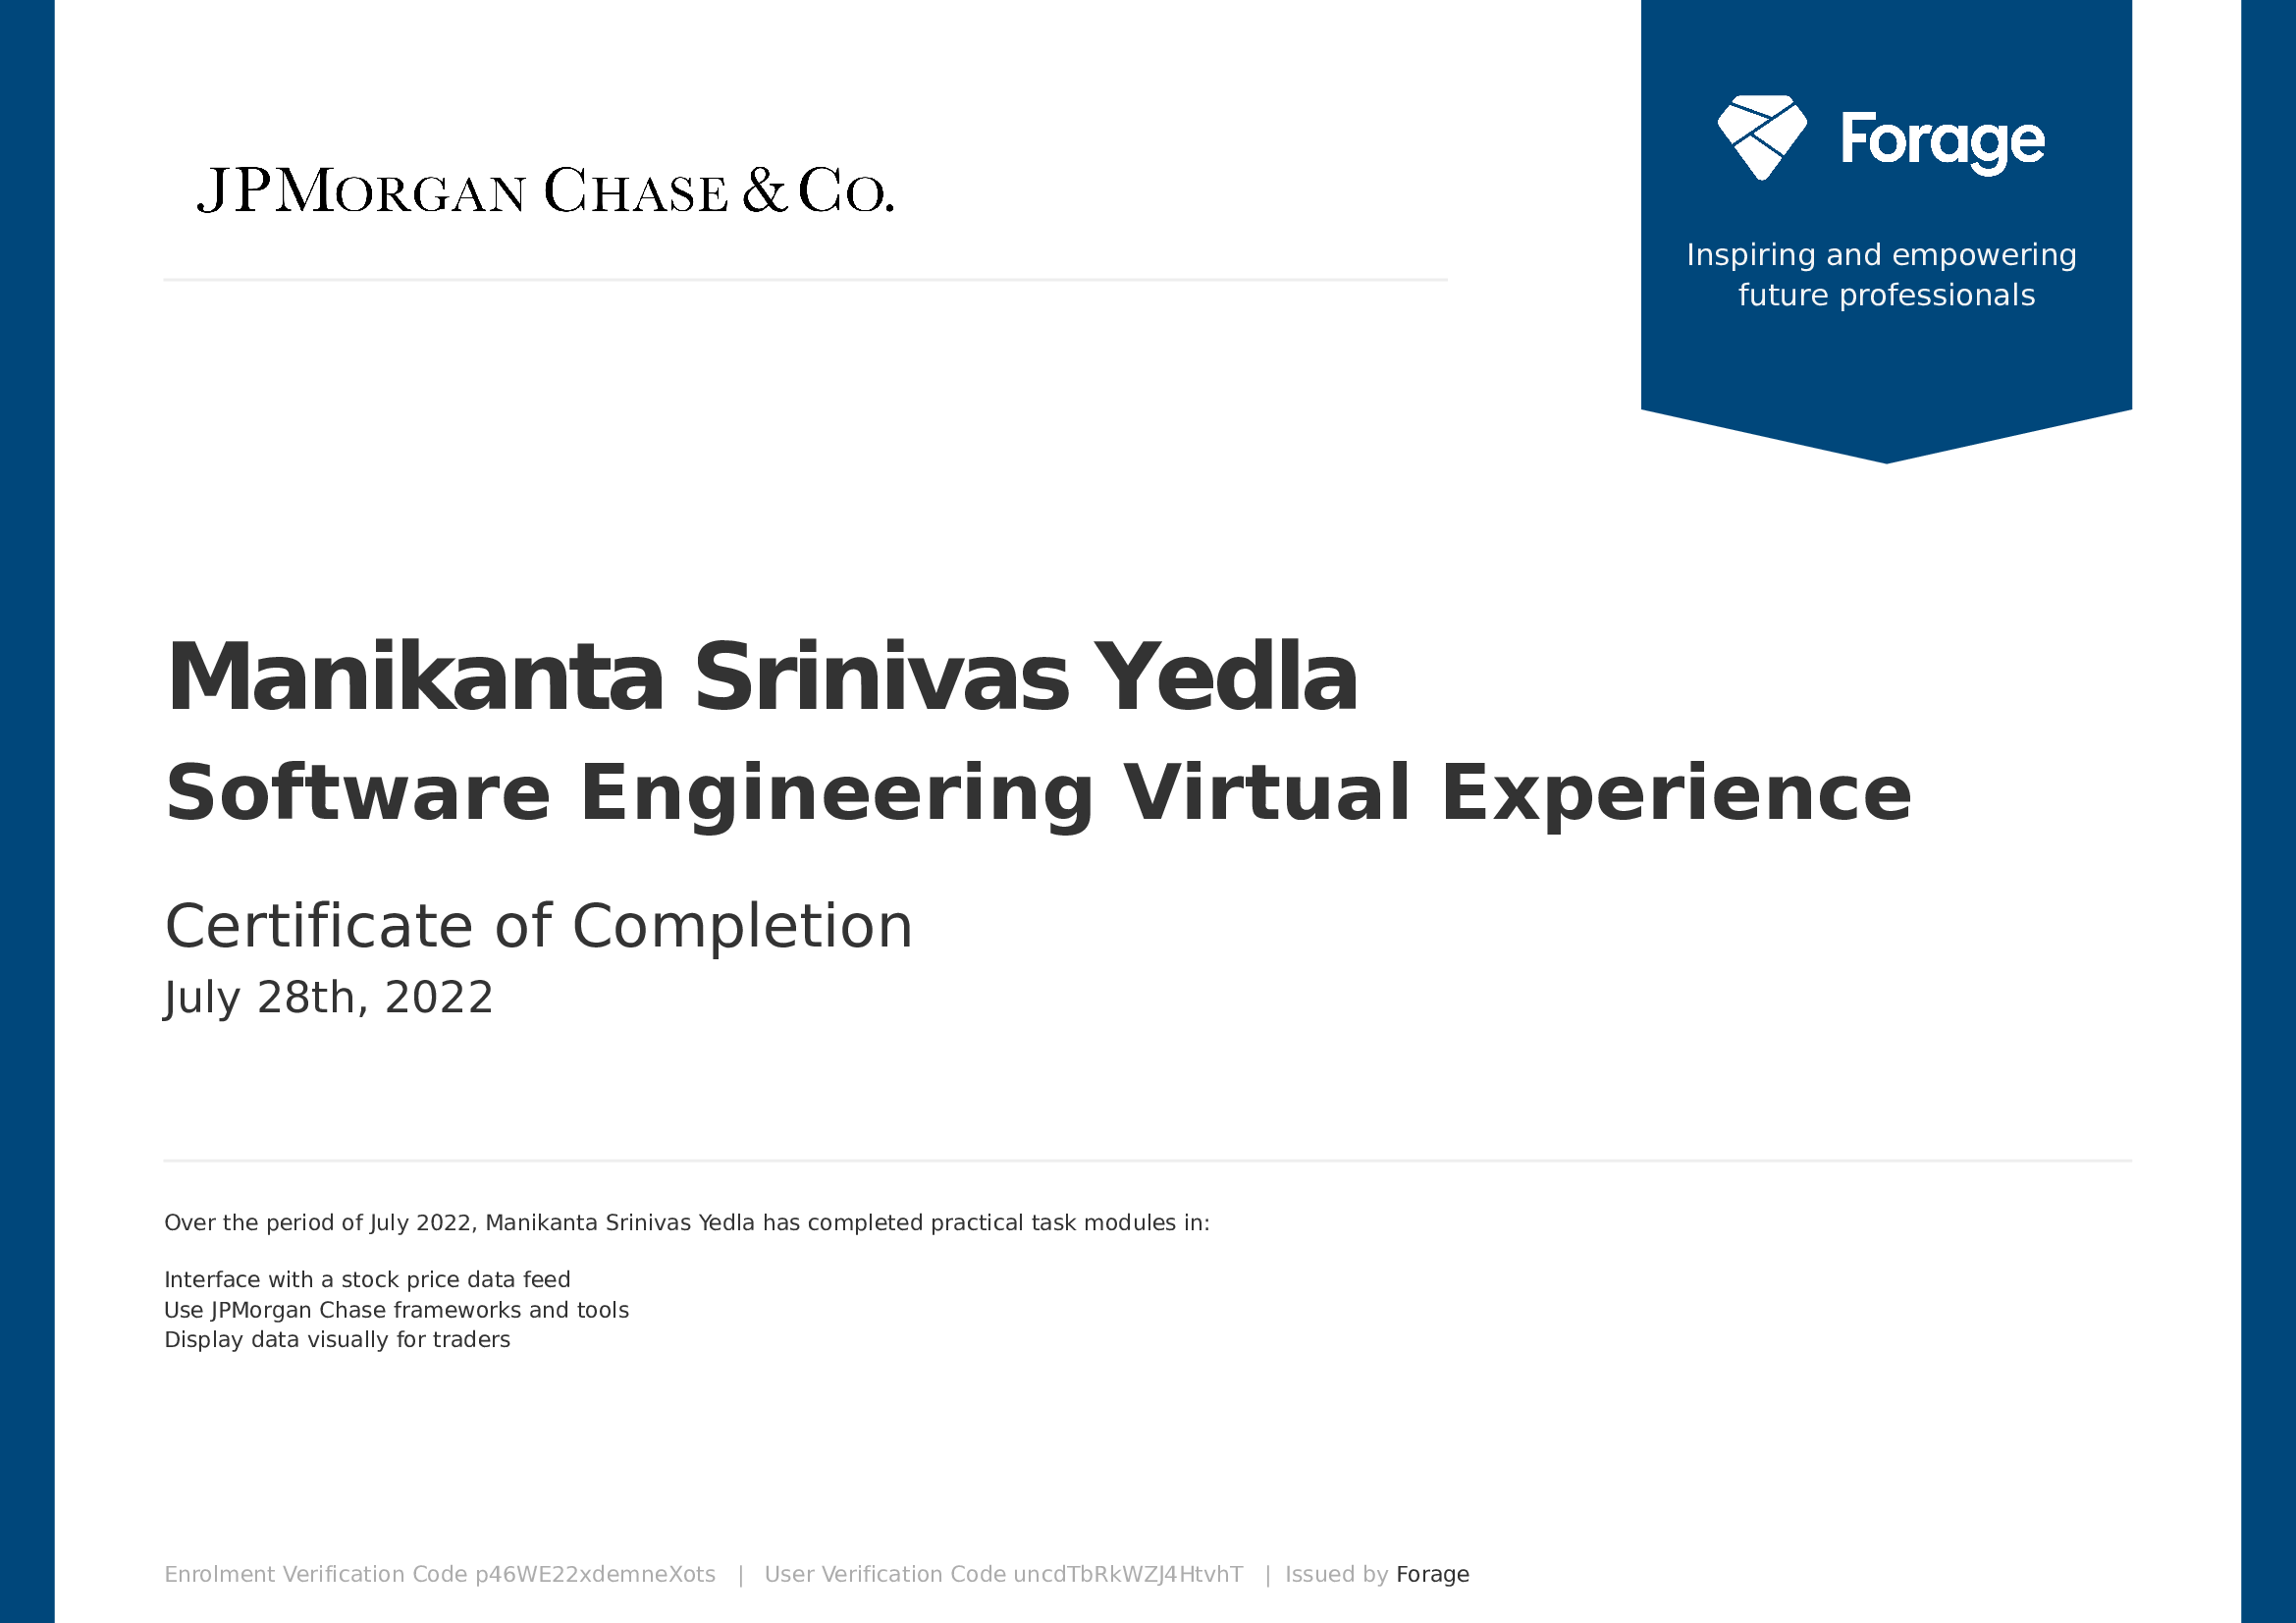 JPMORGAN CHASE & CO.
Forage
Inspiring and empowering
future professionals
Manikanta Srinivas Yedla
Software Engineering Virtual Experience
Certificate of Completion
July 28th, 2022
Over the period of July 2022, Manikanta Srinivas Yedla has completed practical task modules in:
Interface with a stock price data feed
Use JPMorgan Chase frameworks and tools
Display data visually for traders
Enrolment Verification Code p46WE22xdemneXots | User Verification Code uncdTbRkWZJ4HtvhT | Issued by Forage